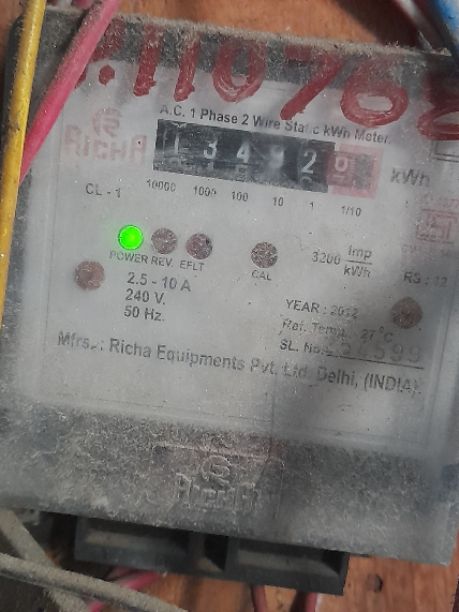 A.C. 1 Phase 2 Wire Static kWh Meter
RICHA
kWh
CL - 1
10000 1000 100 10 1 1/10
POWER REV. EFLT
CAL
3200 Imp/kWh
2.5 - 10 A
240 V.
50 Hz.
YEAR : 2012
Ref. Temp. : 27°C
SL. No.
Mfrs. : Richa Equipments Pvt. Ltd. Delhi, (INDIA).
RICHA